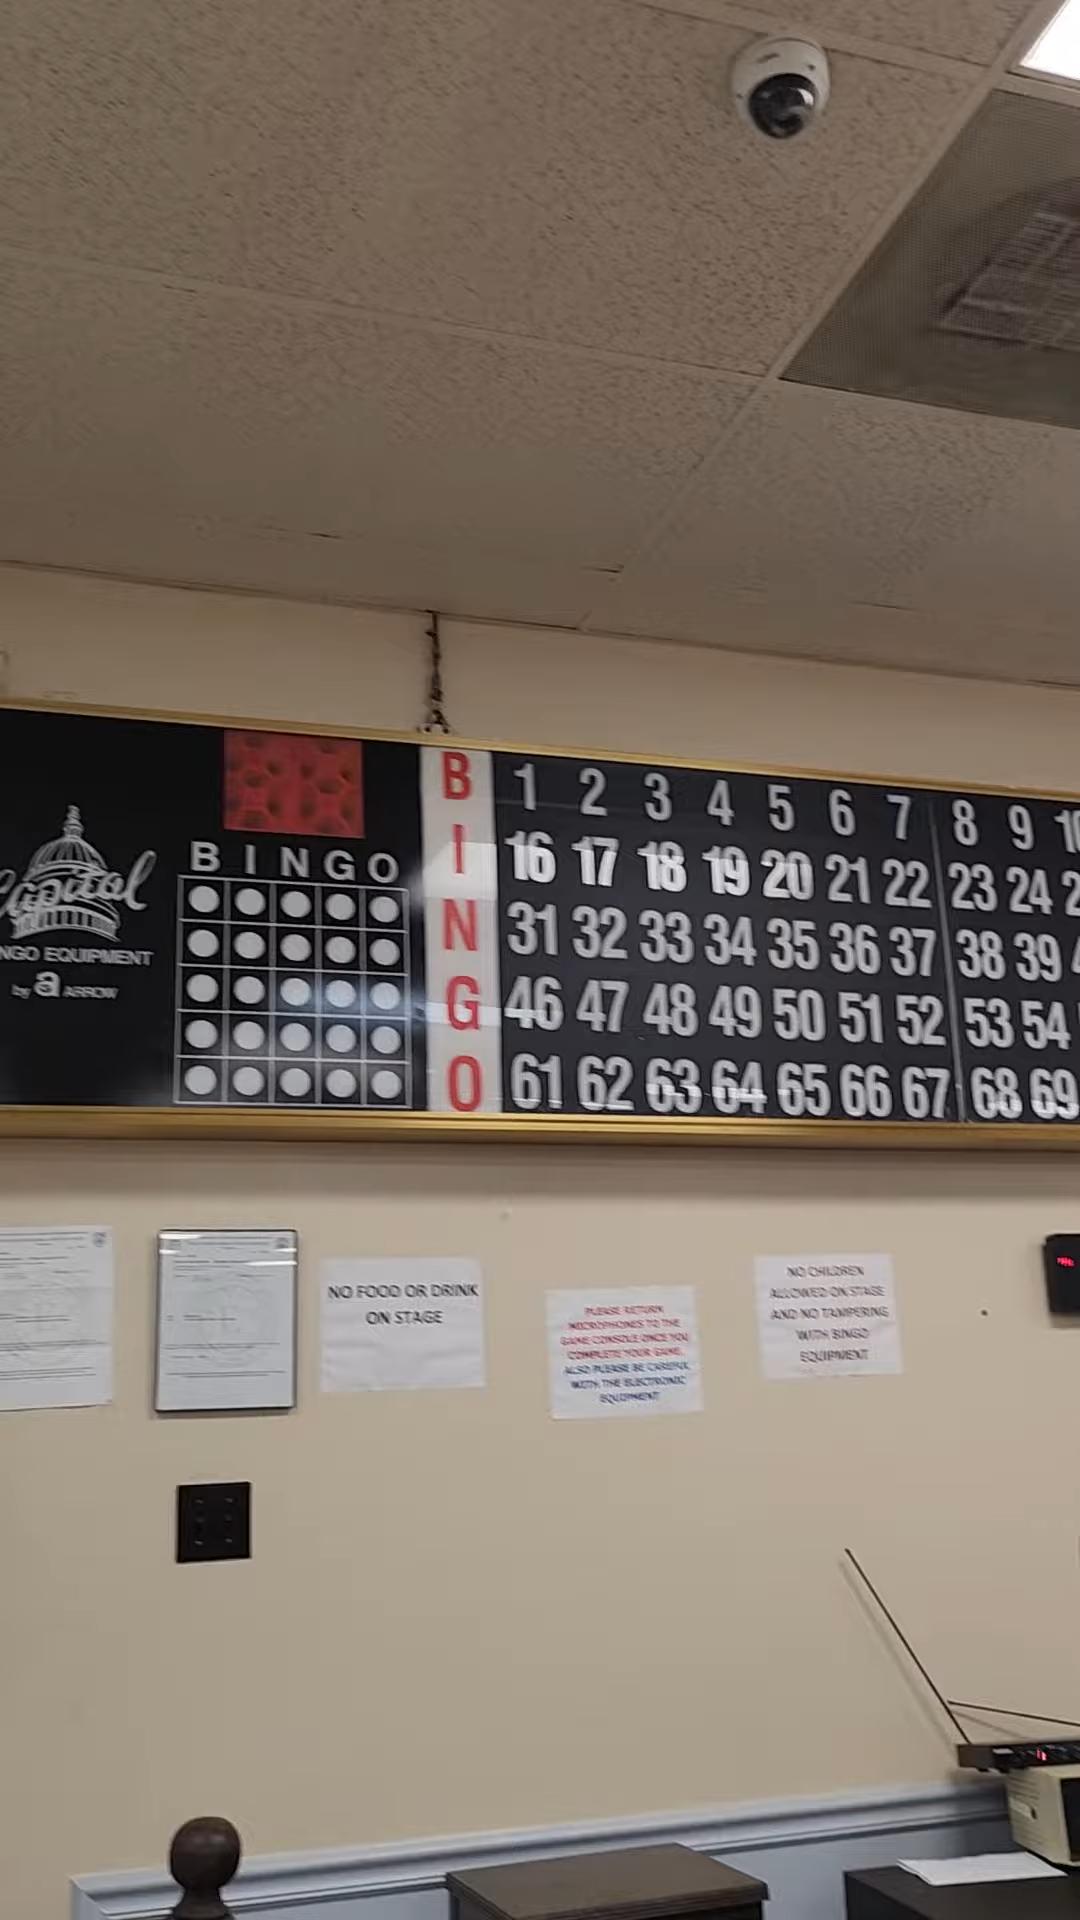 Capital
NGO EQUIPMENT
by a ARROW
B I N G O
B 1 2 3 4 5 6 7 8 9
I 16 17 18 19 20 21 22 23 24
N 31 32 33 34 35 36 37 38 39
G 46 47 48 49 50 51 52 53 54
O 61 62 63 64 65 66 67 68 69
NO FOOD OR DRINK
ON STAGE
PLEASE RETURN
MICROPHONES TO THE
GAME CONSOLE ONCE YOU
COMPLETE YOUR GAME.
ALSO PLEASE BE CAREFUL
WITH THE ELECTRONIC
EQUIPMENT
NO CHILDREN
ALLOWED ON STAGE
AND NO TAMPERING
WITH BINGO
EQUIPMENT